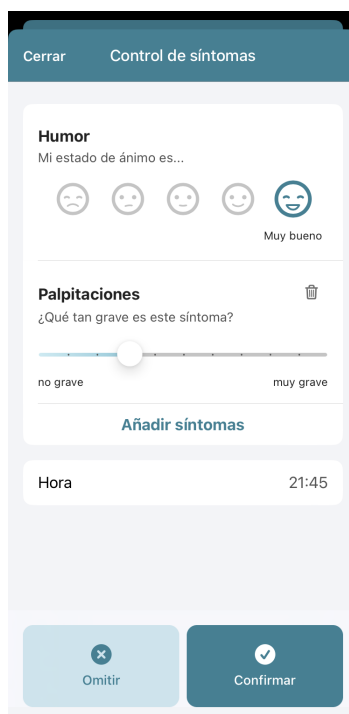 Cerrar
Control de síntomas
Humor
Mi estado de ánimo es...
Muy bueno
Palpitaciones
¿Qué tan grave es este síntoma?
no grave
muy grave
Añadir síntomas
Hora
21:45
Omitir
Confirmar